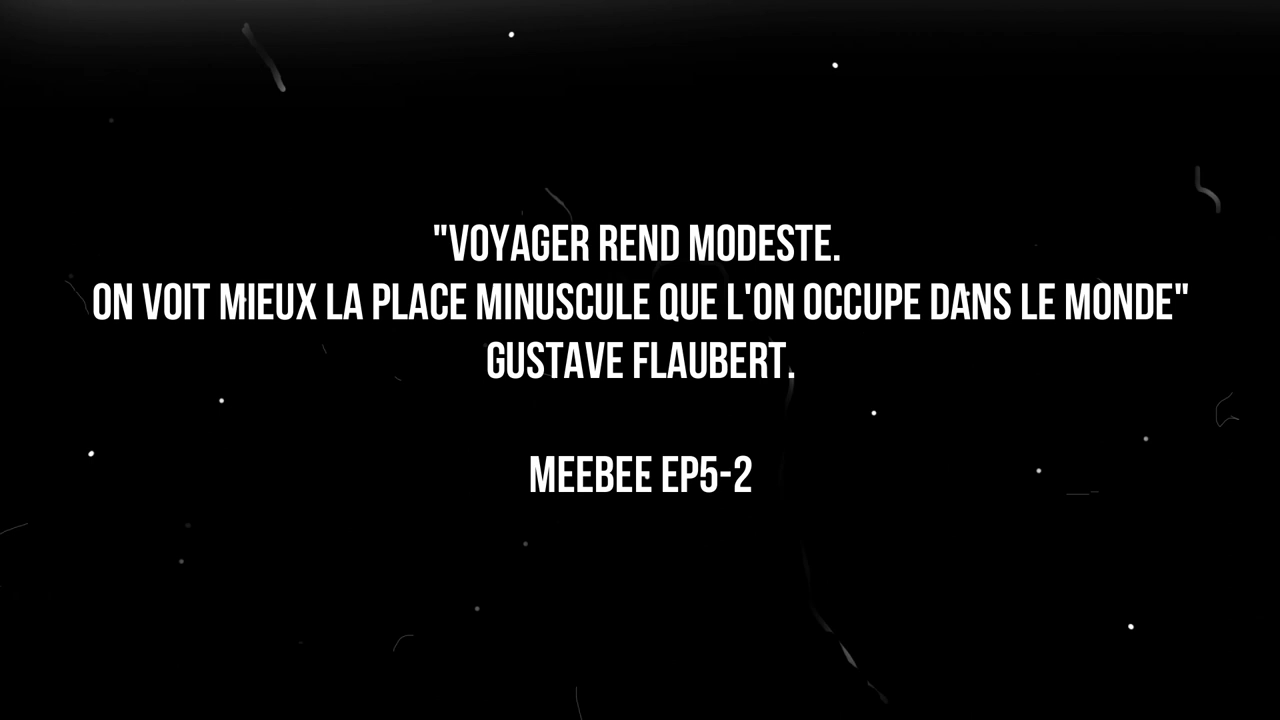 "VOYAGER REND MODESTE.
ON VOIT MIEUX LA PLACE MINUSCULE QUE L'ON OCCUPE DANS LE MONDE"
GUSTAVE FLAUBERT.
MEEBEE EP5-2